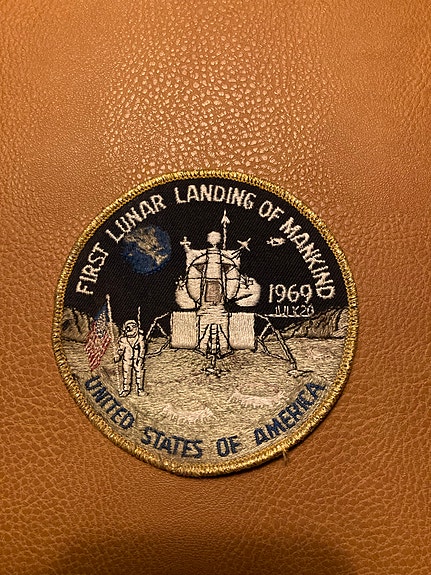 FIRST LUNAR LANDING OF MANKIND
1969
JULY 20
UNITED STATES OF AMERICA